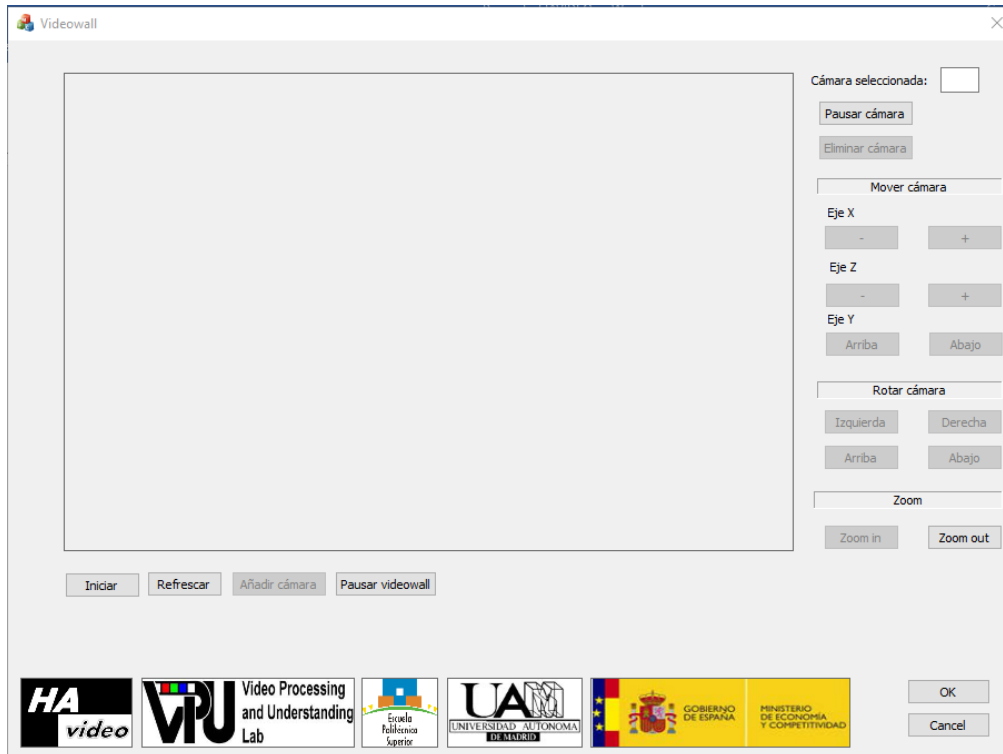 Videowall
Cámara seleccionada:
Pausar cámara
Eliminar cámara
Mover cámara
Eje X
- +
Eje Z
- +
Eje Y
Arriba Abajo
Rotar cámara
Izquierda Derecha
Arriba Abajo
Zoom
Zoom in Zoom out
Iniciar Refrescar Añadir cámara Pausar videowall
HA
video
VPU
Video Processing
and Understanding
Lab
Escuela
Politécnica
Superior
UAM
UNIVERSIDAD AUTONOMA
DE MADRID
GOBIERNO
DE ESPAÑA
MINISTERIO
DE ECONOMÍA
Y COMPETITIVIDAD
OK
Cancel